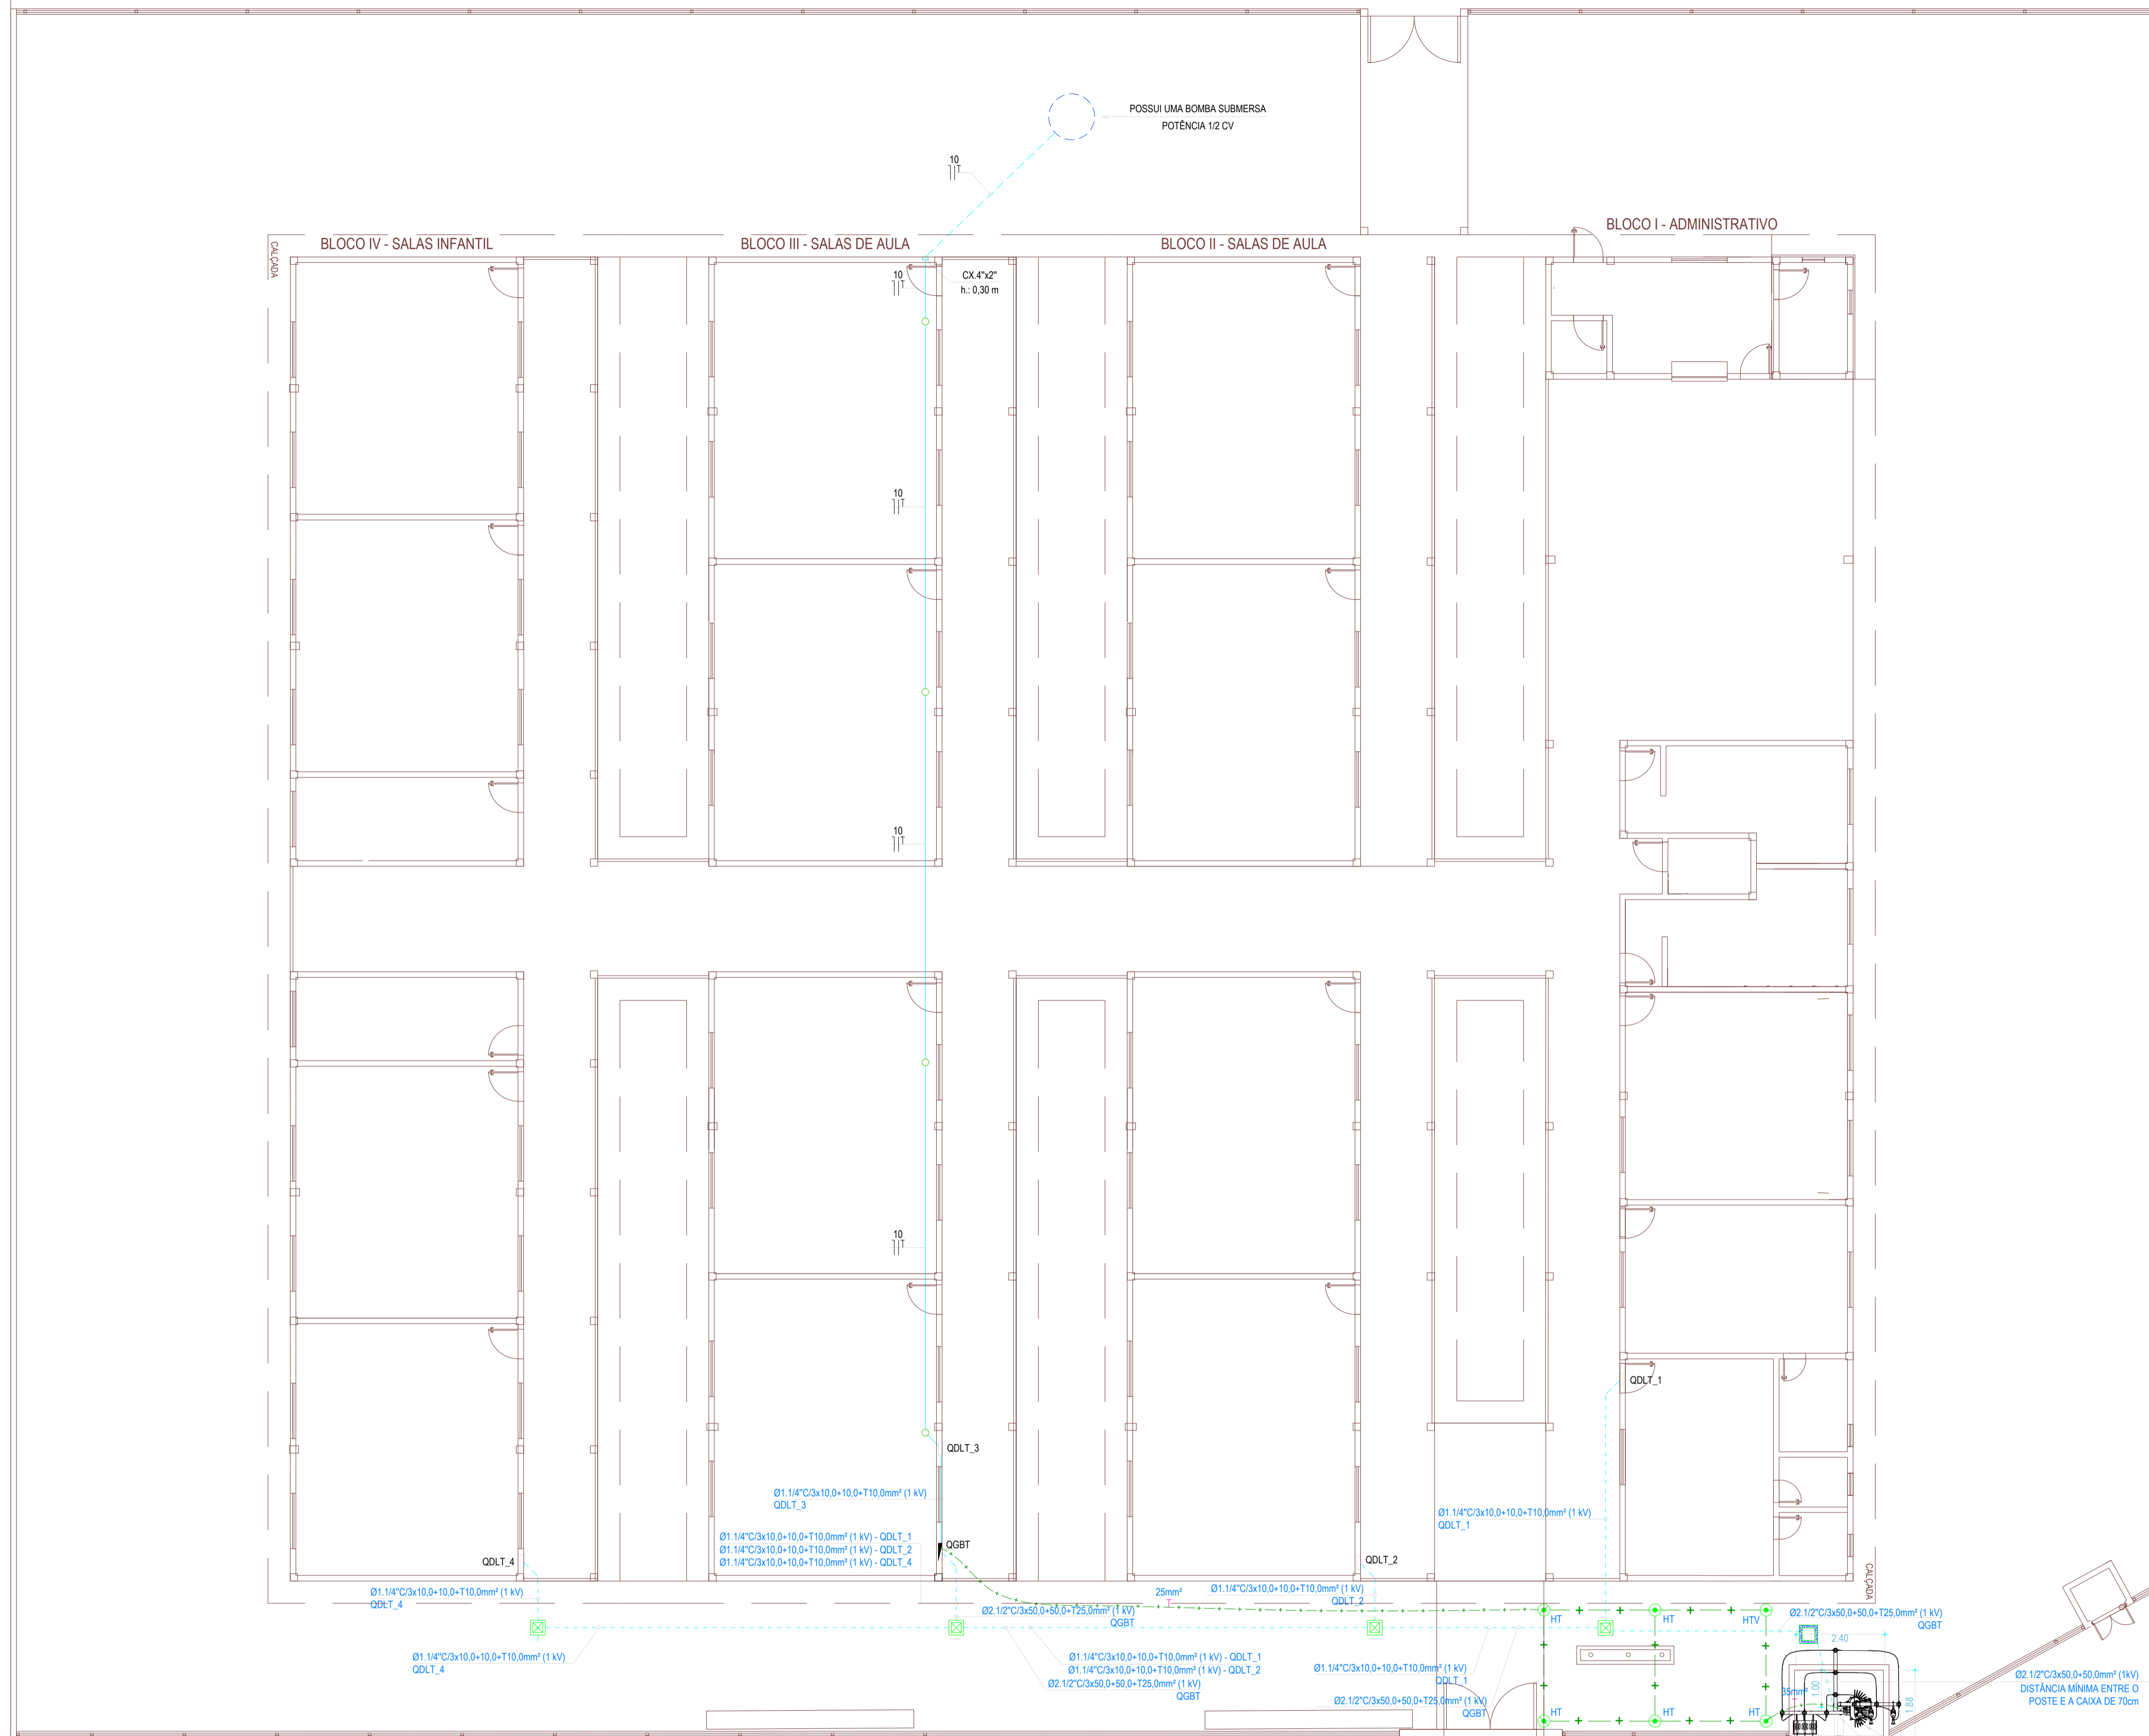 POSSUI UMA BOMBA SUBMERSA
POTÊNCIA 1/2 CV
10
T
BLOCO I - ADMINISTRATIVO
BLOCO IV - SALAS INFANTIL
BLOCO III - SALAS DE AULA
BLOCO II - SALAS DE AULA
CALÇADA
10
T
CX.4"x2"
h.: 0,30 m
10
T
10
T
10
T
QDLT_1
QDLT_3
Ø1.1/4"C/3x10,0+10,0+T10,0mm² (1 kV)
QDLT_3
Ø1.1/4"C/3x10,0+10,0+T10,0mm² (1 kV)
QDLT_1
Ø1.1/4"C/3x10,0+10,0+T10,0mm² (1 kV) - QDLT_1
Ø1.1/4"C/3x10,0+10,0+T10,0mm² (1 kV) - QDLT_2
Ø1.1/4"C/3x10,0+10,0+T10,0mm² (1 kV) - QDLT_4
QGBT
QDLT_4
QDLT_2
CALÇADA
Ø1.1/4"C/3x10,0+10,0+T10,0mm² (1 kV)
QDLT_4
25mm²
Ø1.1/4"C/3x10,0+10,0+T10,0mm² (1 kV)
QDLT_2
Ø2.1/2"C/3x50,0+50,0+T25,0mm² (1 kV)
QGBT
HT
HT
HTV
Ø2.1/2"C/3x50,0+50,0+T25,0mm² (1 kV)
QGBT
2.40
Ø1.1/4"C/3x10,0+10,0+T10,0mm² (1 kV)
QDLT_4
Ø1.1/4"C/3x10,0+10,0+T10,0mm² (1 kV) - QDLT_1
Ø1.1/4"C/3x10,0+10,0+T10,0mm² (1 kV) - QDLT_2
Ø2.1/2"C/3x50,0+50,0+T25,0mm² (1 kV)
QGBT
Ø1.1/4"C/3x10,0+10,0+T10,0mm² (1 kV)
QDLT_1
Ø2.1/2"C/3x50,0+50,0+T25,0mm² (1 kV)
QGBT
HT
HT
HT
35mm²
1.00
1.88
Ø2.1/2"C/3x50,0+50,0mm² (1kV)
DISTÂNCIA MÍNIMA ENTRE O
POSTE E A CAIXA DE 70cm